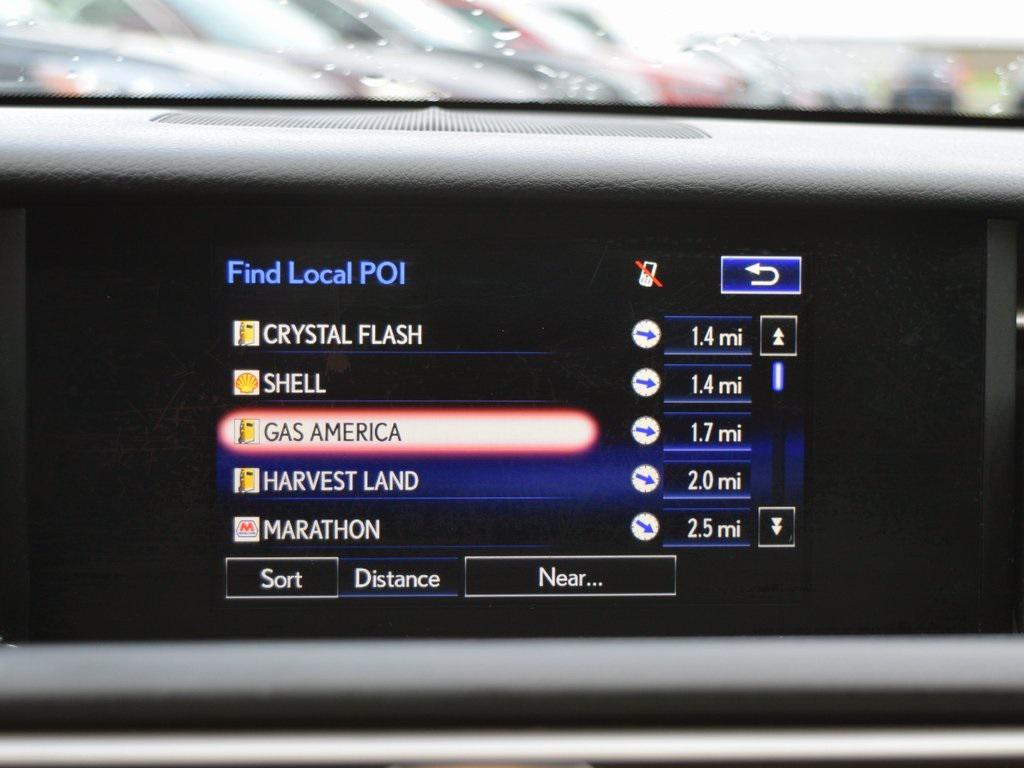 Find Local POI
CRYSTAL FLASH 1.4 mi
SHELL 1.4 mi
GAS AMERICA 1.7 mi
HARVEST LAND 2.0 mi
MARATHON 2.5 mi
Sort Distance Near...